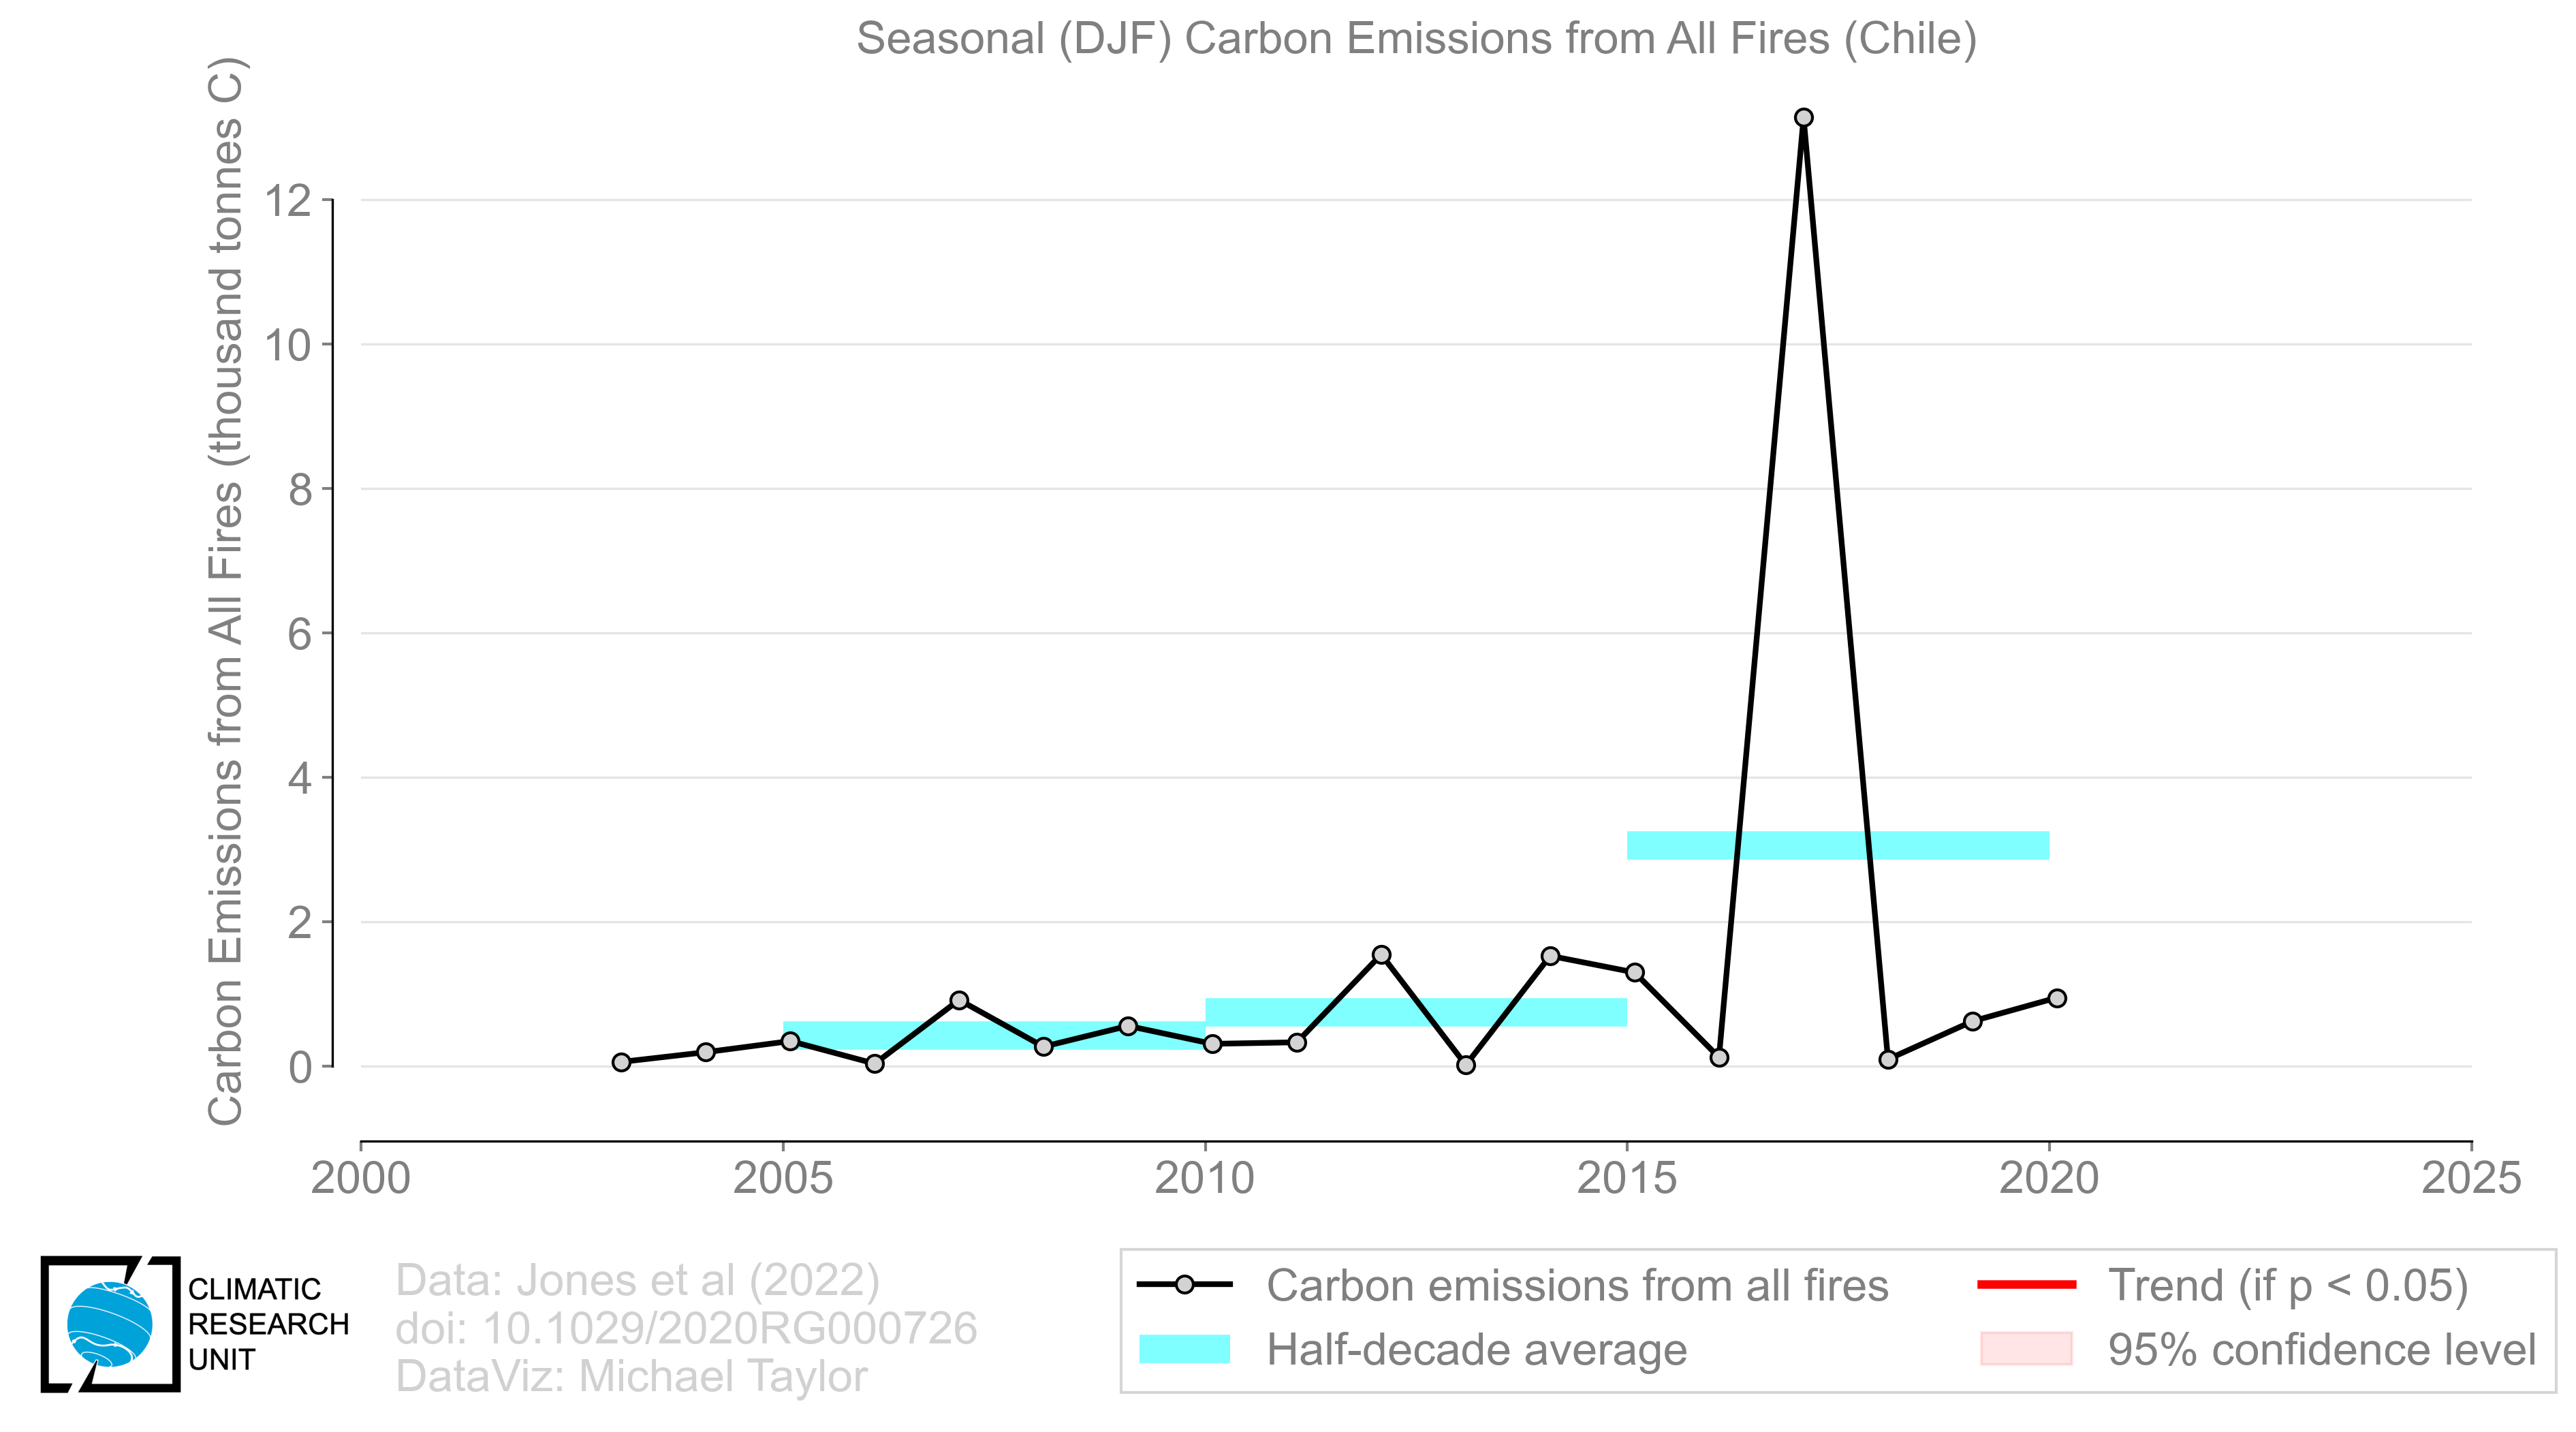 Seasonal (DJF) Carbon Emissions from All Fires (Chile)
Carbon Emissions from All Fires (thousand tonnes C)
12
10
8
6
4
2
0
2000
2005
2010
2015
2020
2025
CLIMATIC
RESEARCH
UNIT
Data: Jones et al (2022)
doi: 10.1029/2020RG000726
DataViz: Michael Taylor
Carbon emissions from all fires
Half-decade average
Trend (if p < 0.05)
95% confidence level